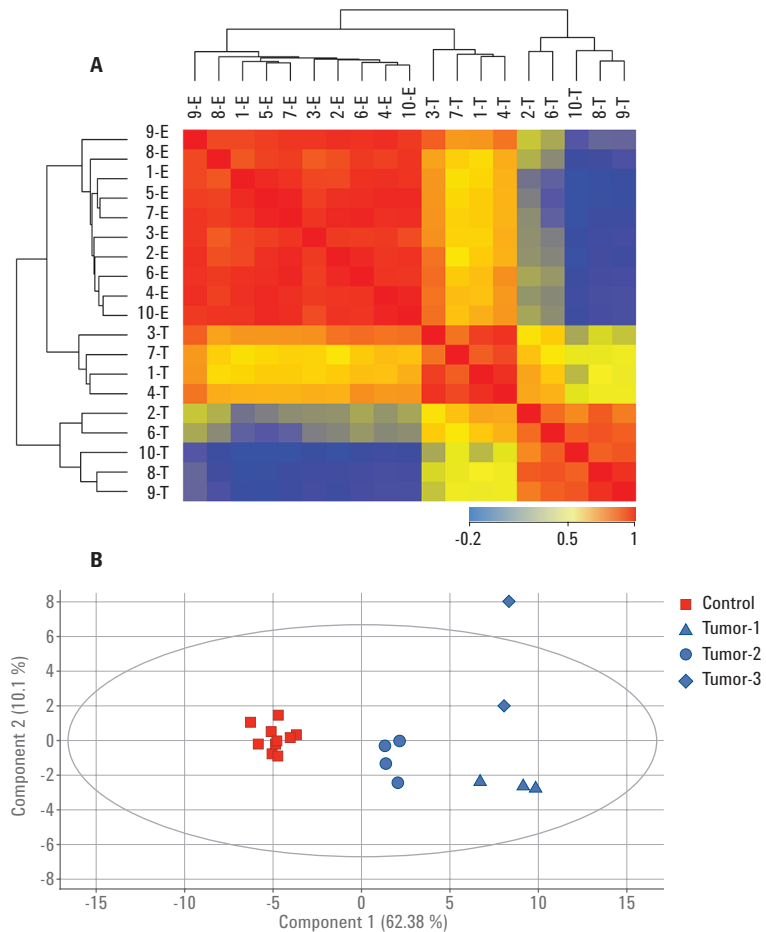 A
9-E
8-E
1-E
5-E
7-E
3-E
2-E
6-E
4-E
10-E
3-T
7-T
1-T
4-T
2-T
6-T
10-T
8-T
9-T
9-E
8-E
1-E
5-E
7-E
3-E
2-E
6-E
4-E
10-E
3-T
7-T
1-T
4-T
2-T
6-T
10-T
8-T
9-T
-0.2 0.5 1
B
Component 2 (10.1 %)
8
6
4
2
0
-2
-4
-6
-8
-15 -10 -5 0 5 10 15
Component 1 (62.38 %)
Control
Tumor-1
Tumor-2
Tumor-3